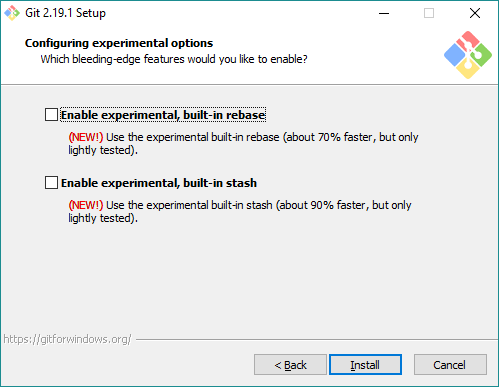 Git 2.19.1 Setup
Configuring experimental options
Which bleeding-edge features would you like to enable?
Enable experimental, built-in rebase
(NEW!) Use the experimental built-in rebase (about 70% faster, but only
lightly tested).
Enable experimental, built-in stash
(NEW!) Use the experimental built-in stash (about 90% faster, but only
lightly tested).
https://gitforwindows.org/
< Back
Install
Cancel